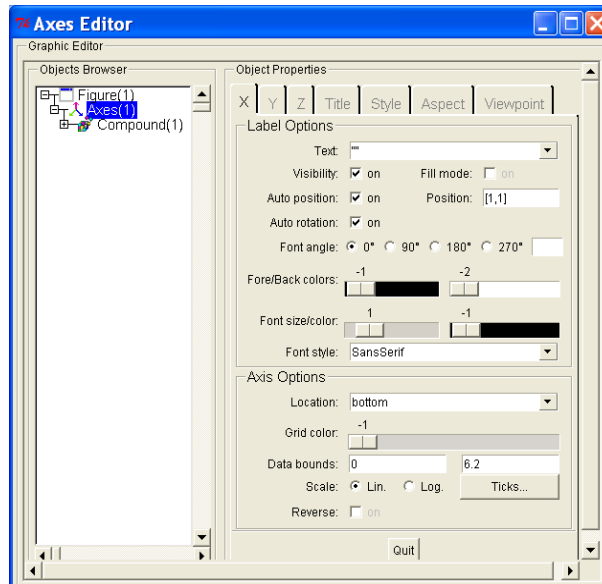 Axes Editor
Graphic Editor
Objects Browser
Figure(1)
Axes(1)
Compound(1)
Object Properties
X Y Z Title Style Aspect Viewpoint
Label Options
Text: ""
Visibility: on Fill mode: on
Auto position: on Position: [1,1]
Auto rotation: on
Font angle: 0° 90° 180° 270°
-1 -2
Fore/Back colors:
1 -1
Font size/color:
Font style: SansSerif
Axis Options
Location: bottom
-1
Grid color:
Data bounds: 0 6.2
Scale: Lin. Log. Ticks...
Reverse: on
Quit